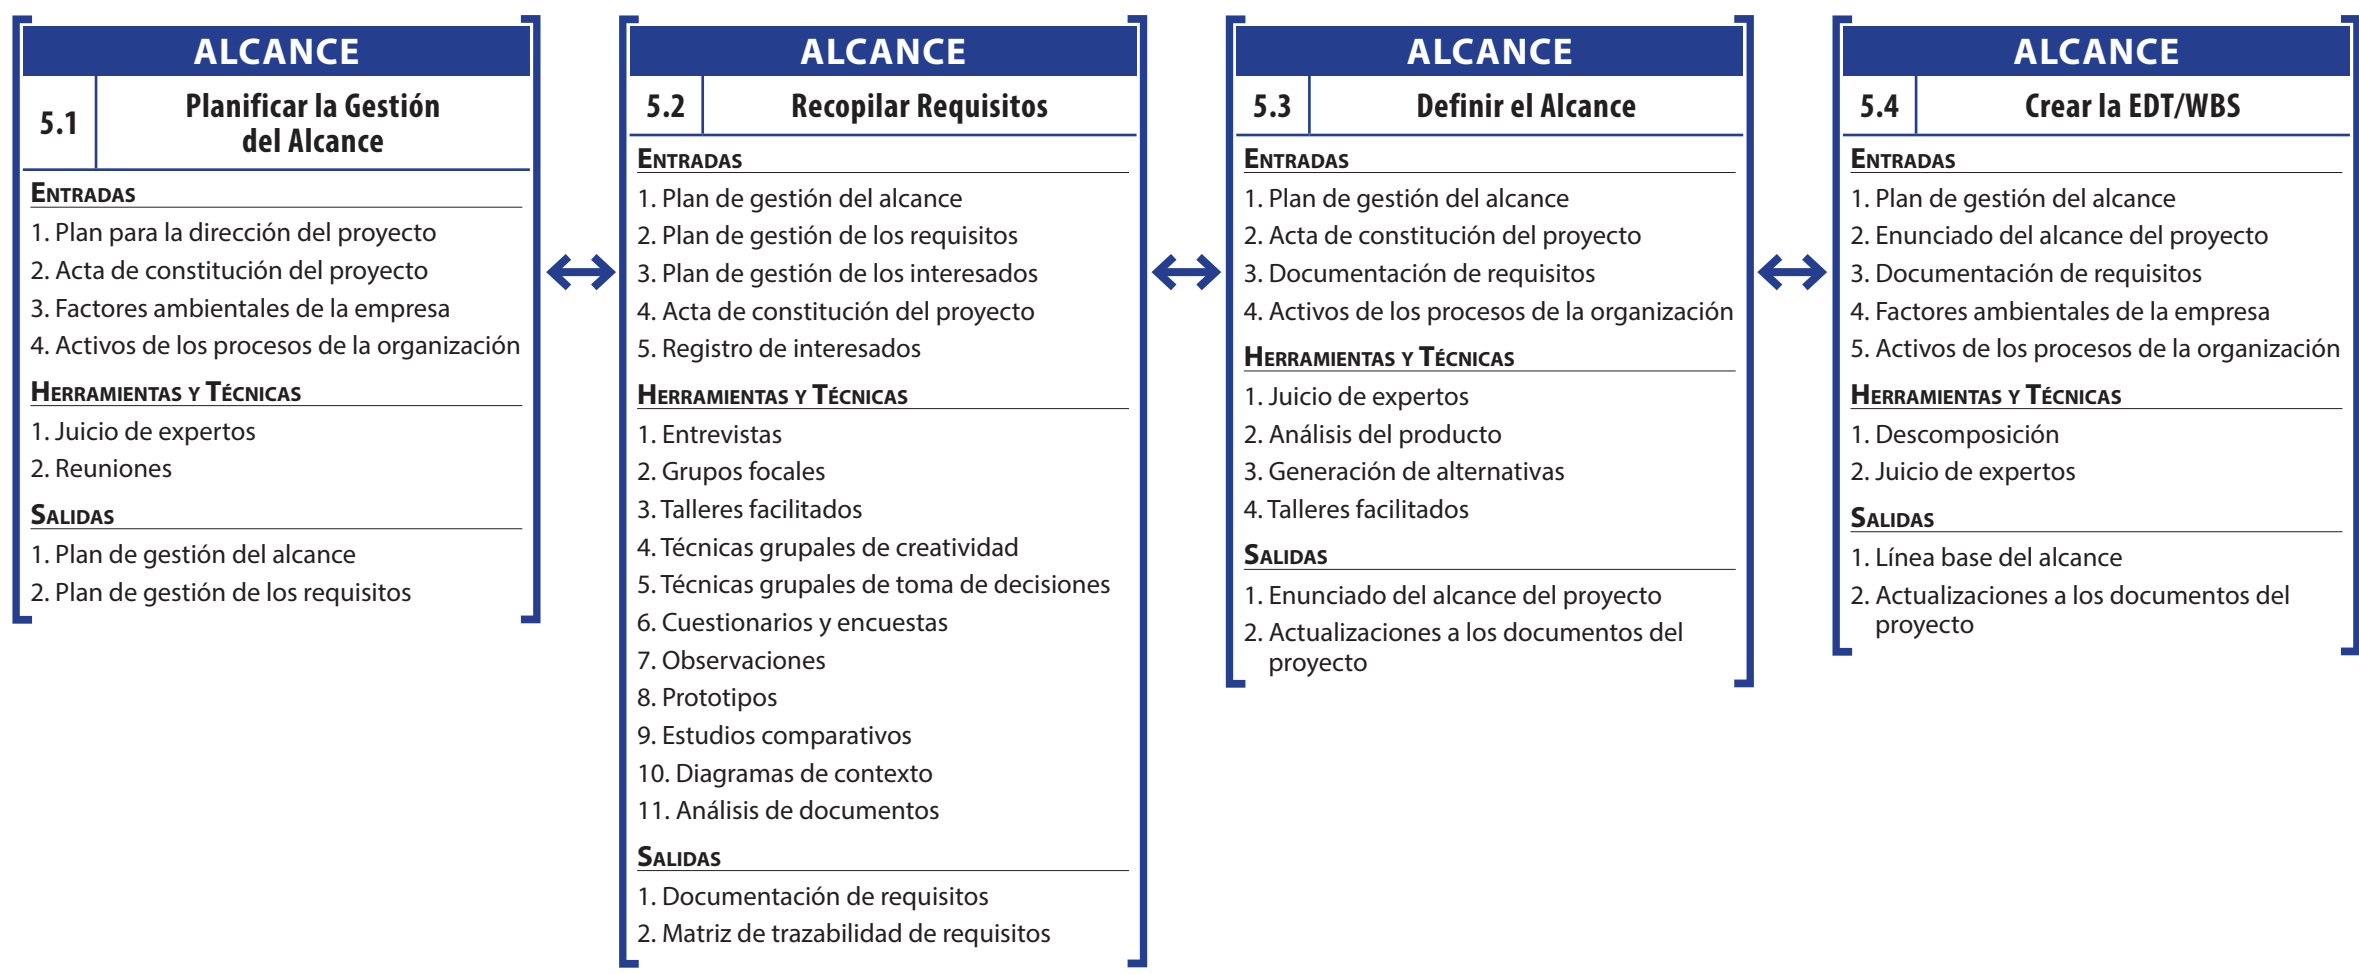 ALCANCE
5.1
Planificar la Gestión
del Alcance
ENTRADAS
1. Plan para la dirección del proyecto
2. Acta de constitución del proyecto
3. Factores ambientales de la empresa
4. Activos de los procesos de la organización
HERRAMIENTAS Y TÉCNICAS
1. Juicio de expertos
2. Reuniones
SALIDAS
1. Plan de gestión del alcance
2. Plan de gestión de los requisitos
ALCANCE
5.2
Recopilar Requisitos
ENTRADAS
1. Plan de gestión del alcance
2. Plan de gestión de los requisitos
3. Plan de gestión de los interesados
4. Acta de constitución del proyecto
5. Registro de interesados
HERRAMIENTAS Y TÉCNICAS
1. Entrevistas
2. Grupos focales
3. Talleres facilitados
4. Técnicas grupales de creatividad
5. Técnicas grupales de toma de decisiones
6. Cuestionarios y encuestas
7. Observaciones
8. Prototipos
9. Estudios comparativos
10. Diagramas de contexto
11. Análisis de documentos
SALIDAS
1. Documentación de requisitos
2. Matriz de trazabilidad de requisitos
ALCANCE
5.3
Definir el Alcance
ENTRADAS
1. Plan de gestión del alcance
2. Acta de constitución del proyecto
3. Documentación de requisitos
4. Activos de los procesos de la organización
HERRAMIENTAS Y TÉCNICAS
1. Juicio de expertos
2. Análisis del producto
3. Generación de alternativas
4. Talleres facilitados
SALIDAS
1. Enunciado del alcance del proyecto
2. Actualizaciones a los documentos del
proyecto
ALCANCE
5.4
Crear la EDT/WBS
ENTRADAS
1. Plan de gestión del alcance
2. Enunciado del alcance del proyecto
3. Documentación de requisitos
4. Factores ambientales de la empresa
5. Activos de los procesos de la organización
HERRAMIENTAS Y TÉCNICAS
1. Descomposición
2. Juicio de expertos
SALIDAS
1. Línea base del alcance
2. Actualizaciones a los documentos del
proyecto